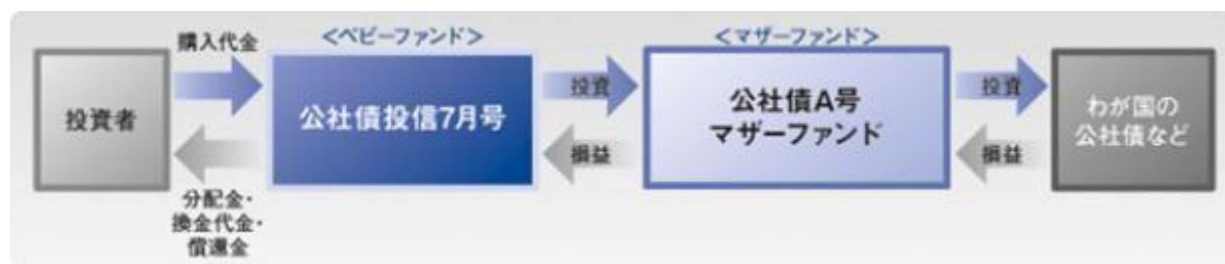 購入代金
<ベビーファンド>
<マザーファンド>
投資者
公社債投信7月号
投資
損益
公社債A号
マザーファンド
投資
損益
わが国の
公社債など
分配金・
換金代金・
償還金